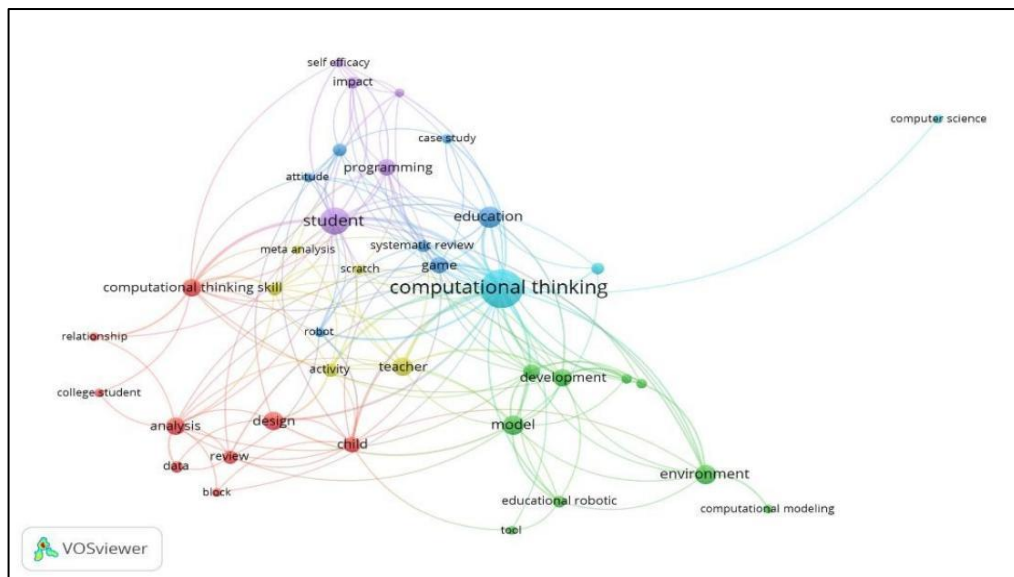 self efficacy
impact
computer science
case study
programming
attitude
student
education
meta analysis
systematic review
scratch
game
computational thinking skill
computational thinking
relationship
robot
activity
teacher
development
college student
analysis
design
model
child
data
review
environment
block
educational robotic
computational modeling
tool
VOSviewer